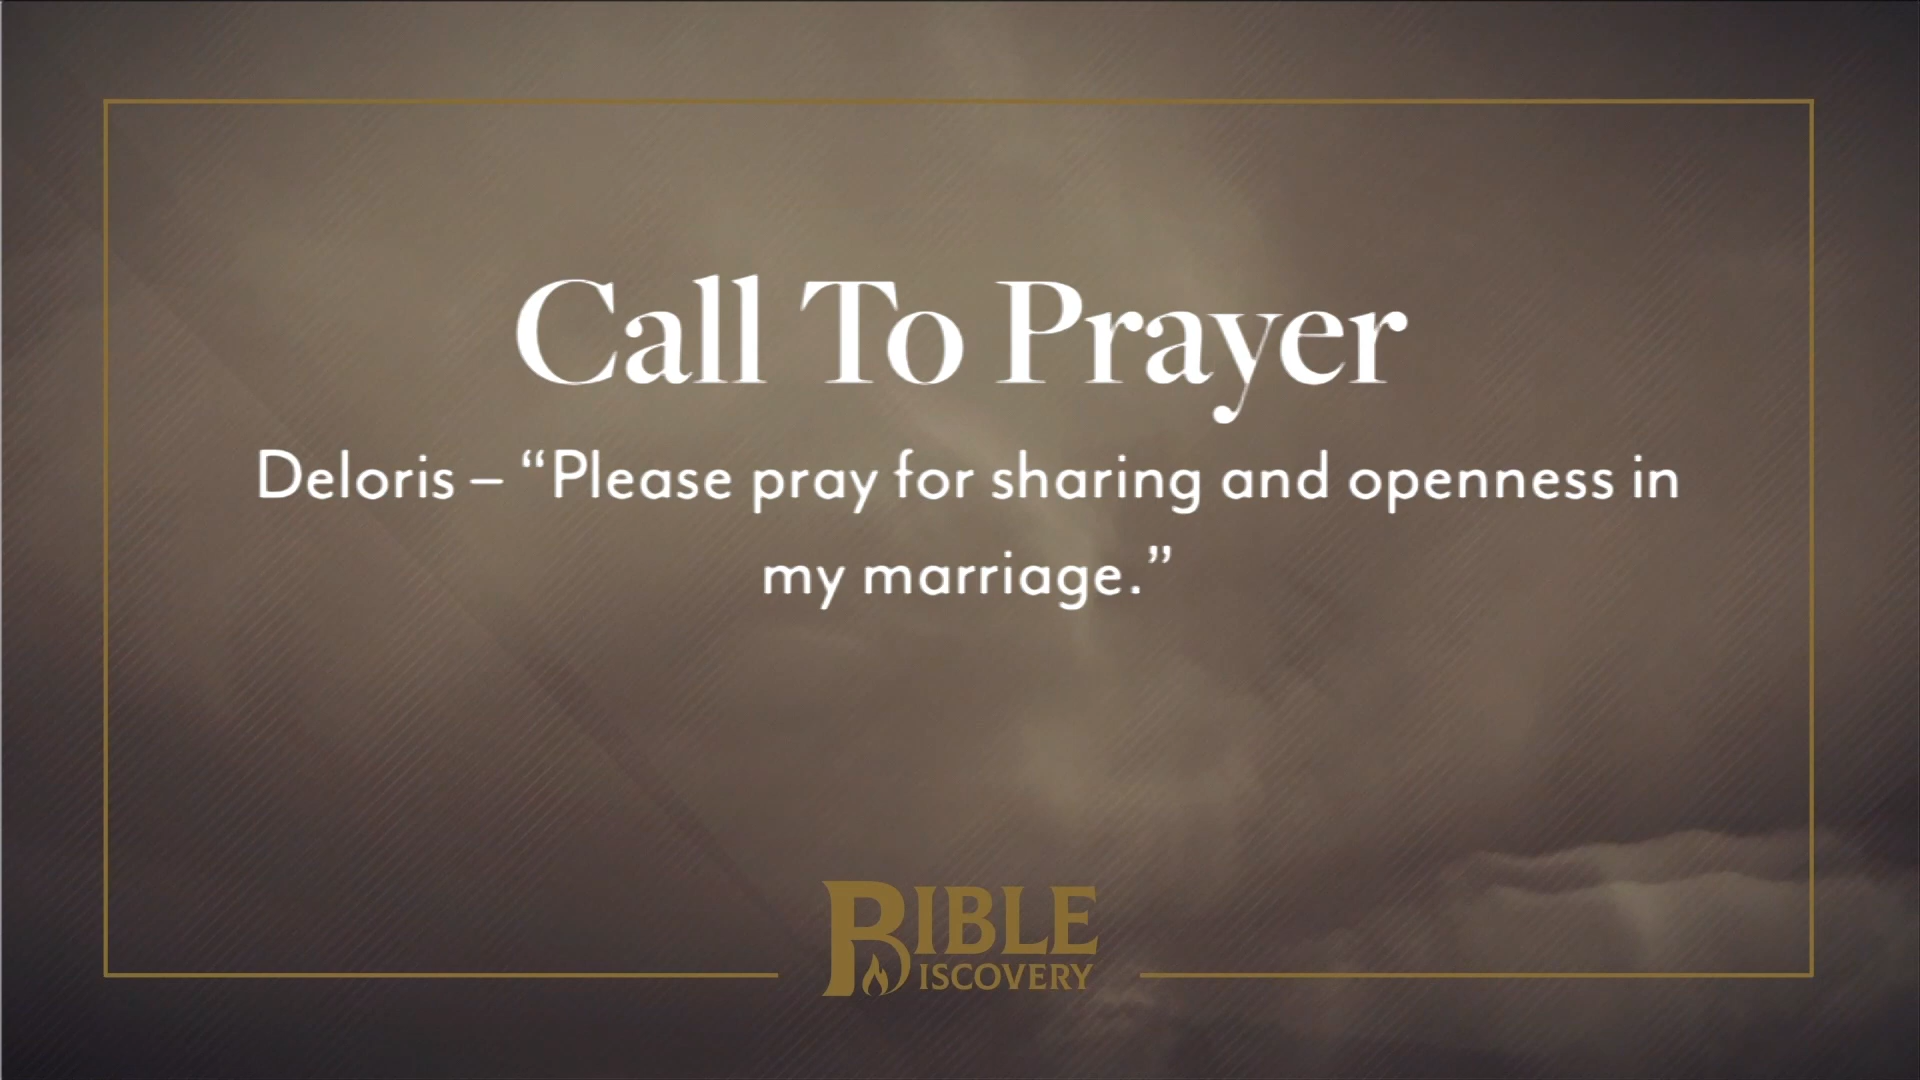 Call To Prayer
Deloris – “Please pray for sharing and openness in
my marriage.”
BIBLE
DISCOVERY